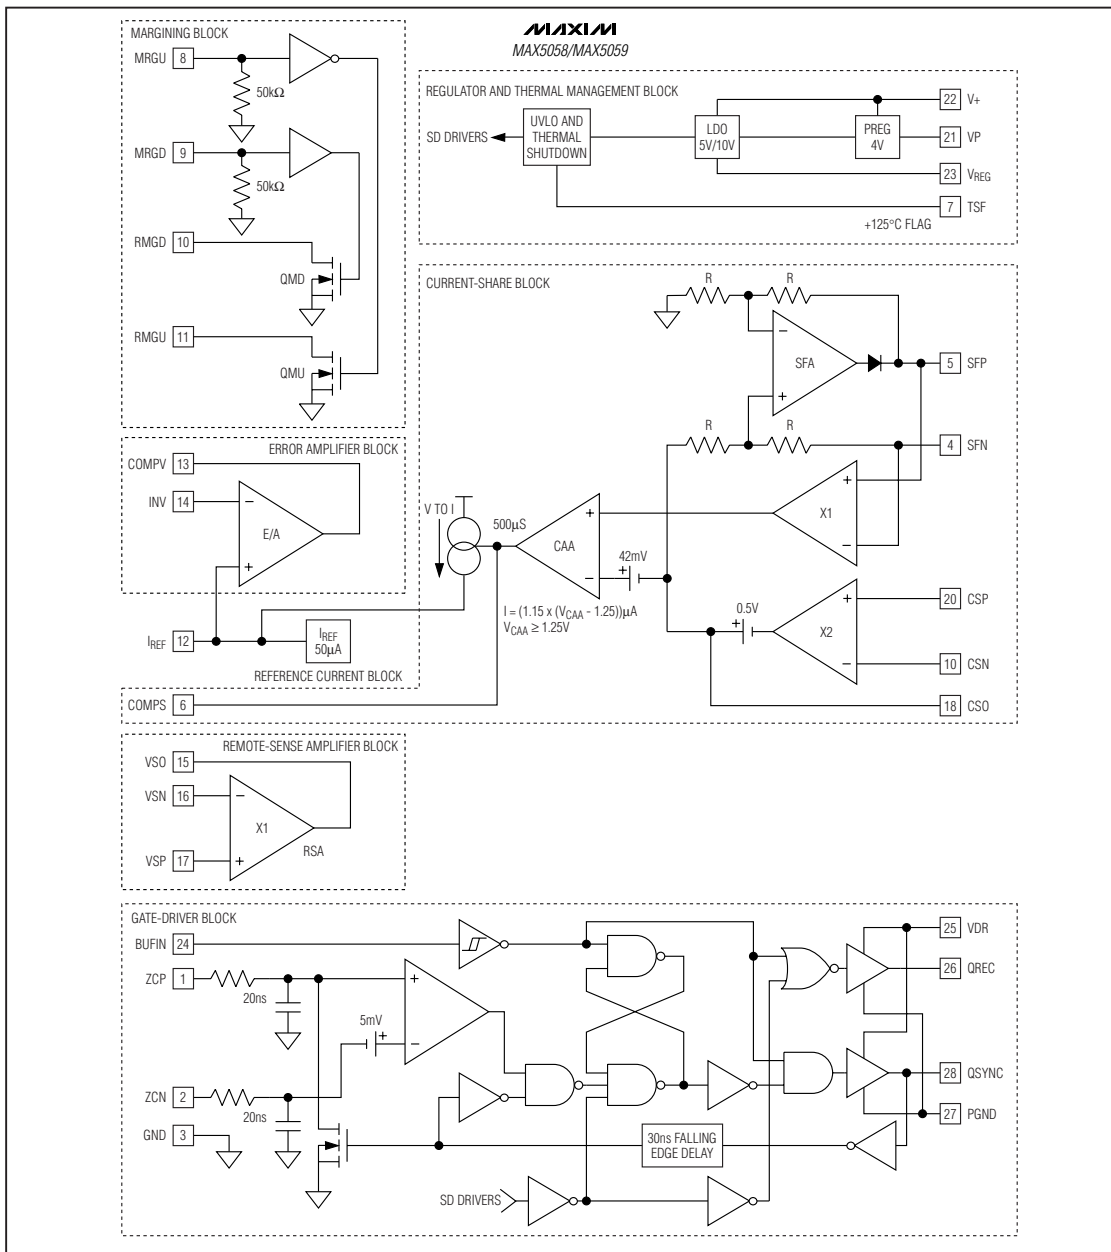 MAXIM
MAX5058/MAX5059
MARGINING BLOCK
MRGU 8
50kΩ
MRGD 9
50kΩ
RMGD 10
QMD
RMGU 11
QMU
REGULATOR AND THERMAL MANAGEMENT BLOCK
SD DRIVERS
UVLO AND
THERMAL
SHUTDOWN
LDO
5V/10V
PREG
4V
22 V+
21 VP
23 VREG
7 TSF
+125°C FLAG
CURRENT-SHARE BLOCK
R
R
−
SFA
+
5 SFP
R
R
4 SFN
+
X1
−
V TO I
500µS
+
CAA
−
42mV
+
I = (1.15 x (VCAA - 1.25))µA
VCAA ≥ 1.25V
0.5V
+
+
X2
−
20 CSP
10 CSN
18 CSO
ERROR AMPLIFIER BLOCK
COMPV 13
INV 14
−
E/A
+
IREF 12
IREF
50µA
REFERENCE CURRENT BLOCK
COMPS 6
REMOTE-SENSE AMPLIFIER BLOCK
VSO 15
VSN 16
−
X1
VSP 17
+
RSA
GATE-DRIVER BLOCK
BUFIN 24
ZCP 1
20ns
5mV
+
+
−
ZCN 2
20ns
GND 3
30ns FALLING
EDGE DELAY
SD DRIVERS
25 VDR
26 QREC
28 QSYNC
27 PGND